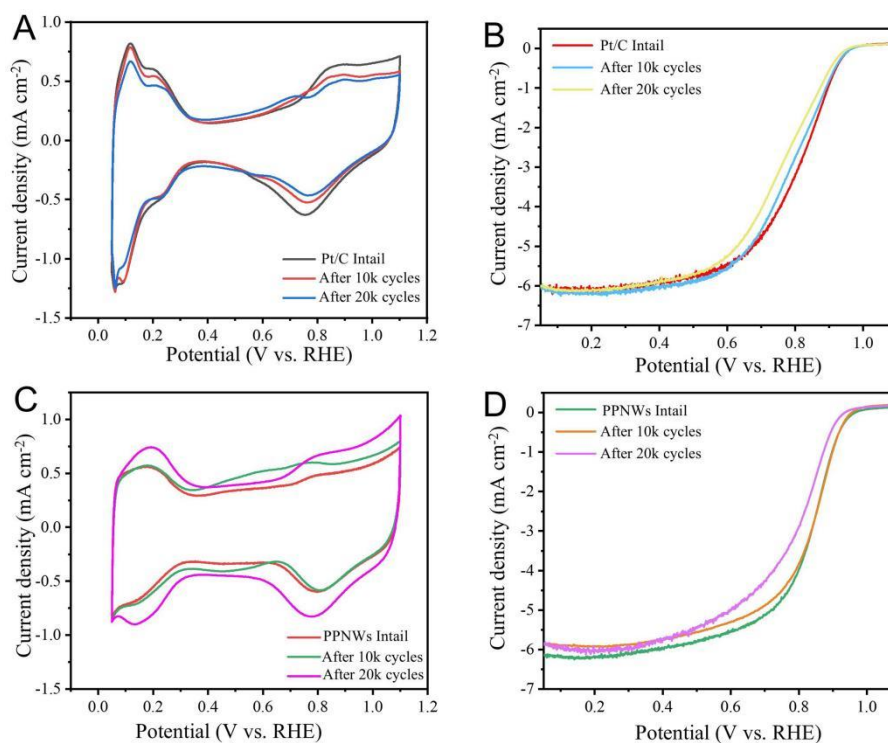 A
Current density (mA cm⁻²)
1.0
0.5
0.0
-0.5
-1.0
-1.5
Pt/C Intail
After 10k cycles
After 20k cycles
0.0 0.2 0.4 0.6 0.8 1.0 1.2
Potential (V vs. RHE)
B
Current density (mA cm⁻²)
0
-1
-2
-3
-4
-5
-6
-7
Pt/C Intail
After 10k cycles
After 20k cycles
0.2 0.4 0.6 0.8 1.0
Potential (V vs. RHE)
C
Current density (mA cm⁻²)
1.0
0.5
0.0
-0.5
-1.0
-1.5
PPNWs Intail
After 10k cycles
After 20k cycles
0.0 0.2 0.4 0.6 0.8 1.0 1.2
Potential (V vs. RHE)
D
Current density (mA cm⁻²)
0
-1
-2
-3
-4
-5
-6
-7
PPNWs Intail
After 10k cycles
After 20k cycles
0.2 0.4 0.6 0.8 1.0
Potential (V vs. RHE)